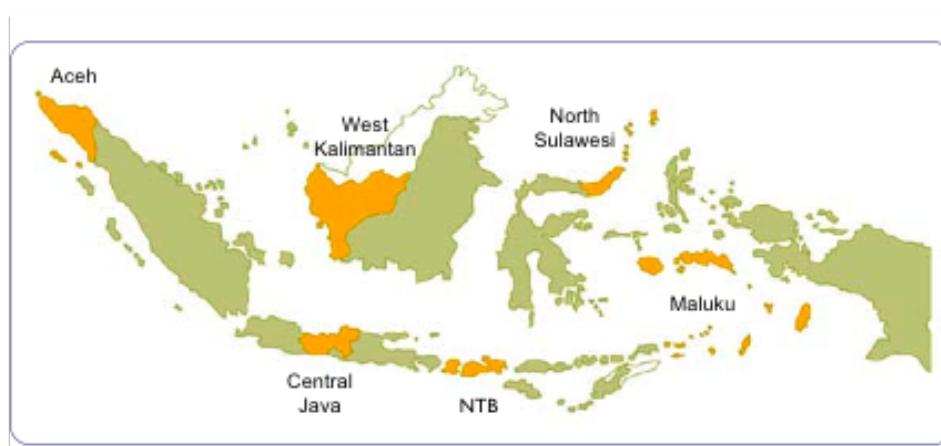 Aceh
West
Kalimantan
North
Sulawesi
Maluku
Central
Java
NTB